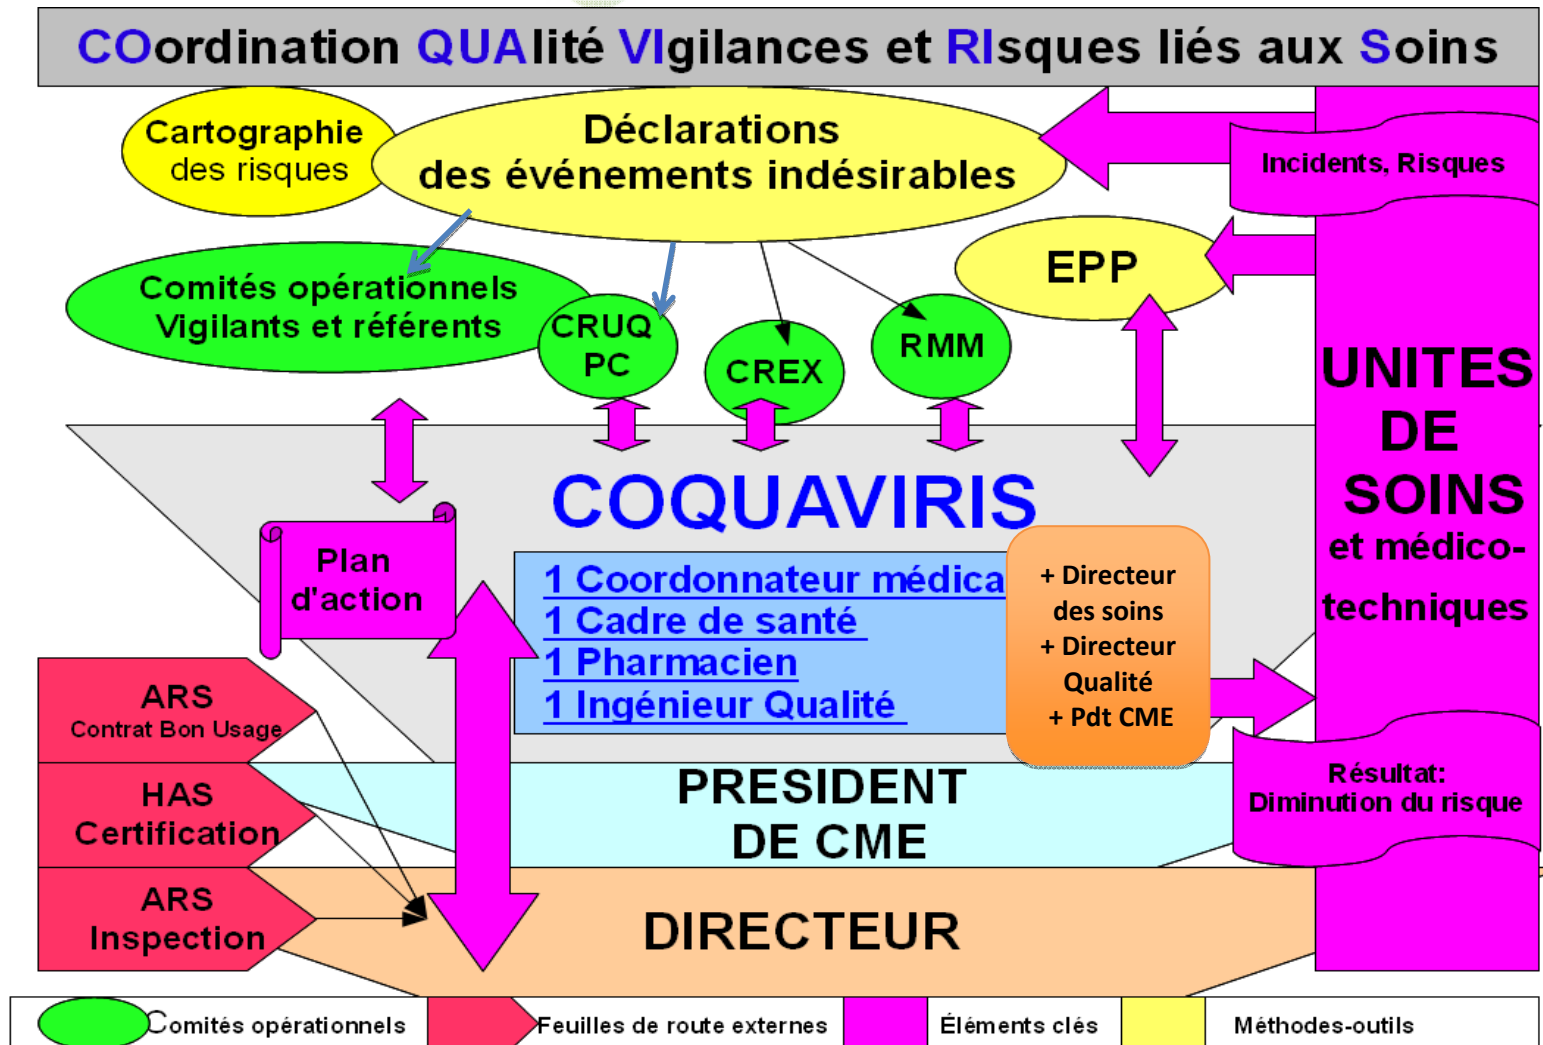 COordination QUAlité VIgilances et RIsques liés aux Soins
Cartographie
des risques
Déclarations
des événements indésirables
Incidents, Risques
Comités opérationnels
Vigilants et référents
CRUQ
PC
CREX
RMM
EPP
UNITES
DE
SOINS
et médico-
techniques
COQUAVIRIS
Plan
d'action
1 Coordonnateur médica
1 Cadre de santé
1 Pharmacien
1 Ingénieur Qualité
+ Directeur
des soins
+ Directeur
Qualité
+ Pdt CME
ARS
Contrat Bon Usage
HAS
Certification
ARS
Inspection
PRESIDENT
DE CME
DIRECTEUR
Résultat:
Diminution du risque
Comités opérationnels
Feuilles de route externes
Éléments clés
Méthodes-outils